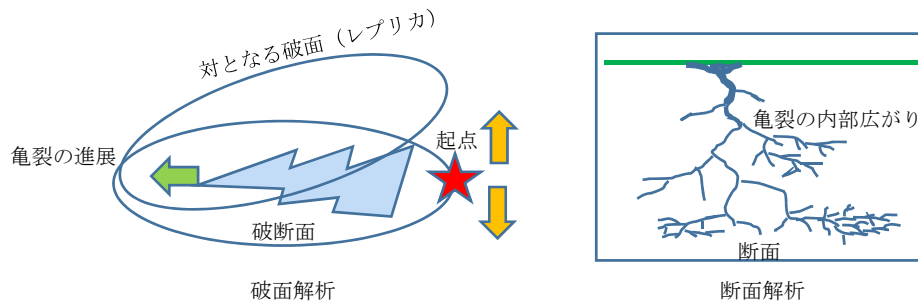 対となる破面（レプリカ）
亀裂の進展
起点
破断面
破面解析
亀裂の内部広がり
断面
断面解析